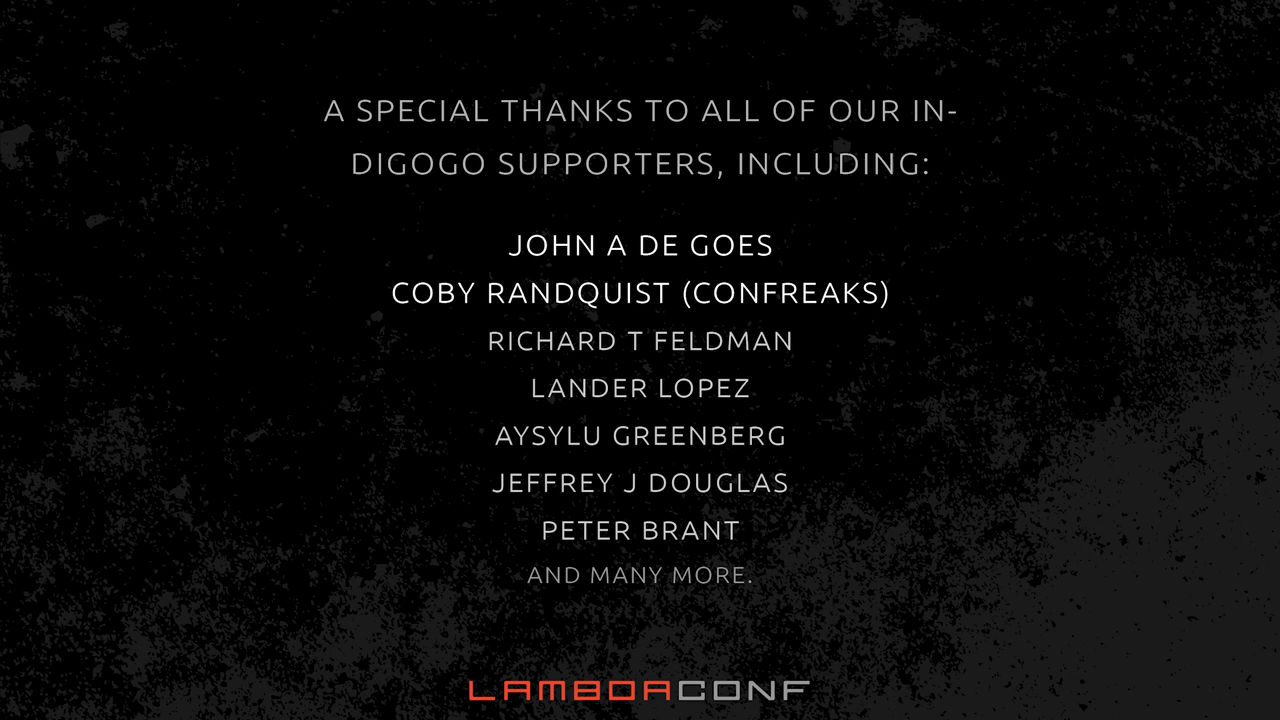 A SPECIAL THANKS TO ALL OF OUR IN-
DIGOGO SUPPORTERS, INCLUDING:
JOHN A DE GOES
COBY RANDQUIST (CONFREAKS)
RICHARD T FELDMAN
LANDER LOPEZ
AYSYLU GREENBERG
JEFFREY J DOUGLAS
PETER BRANT
AND MANY MORE.
LAMBDACONF